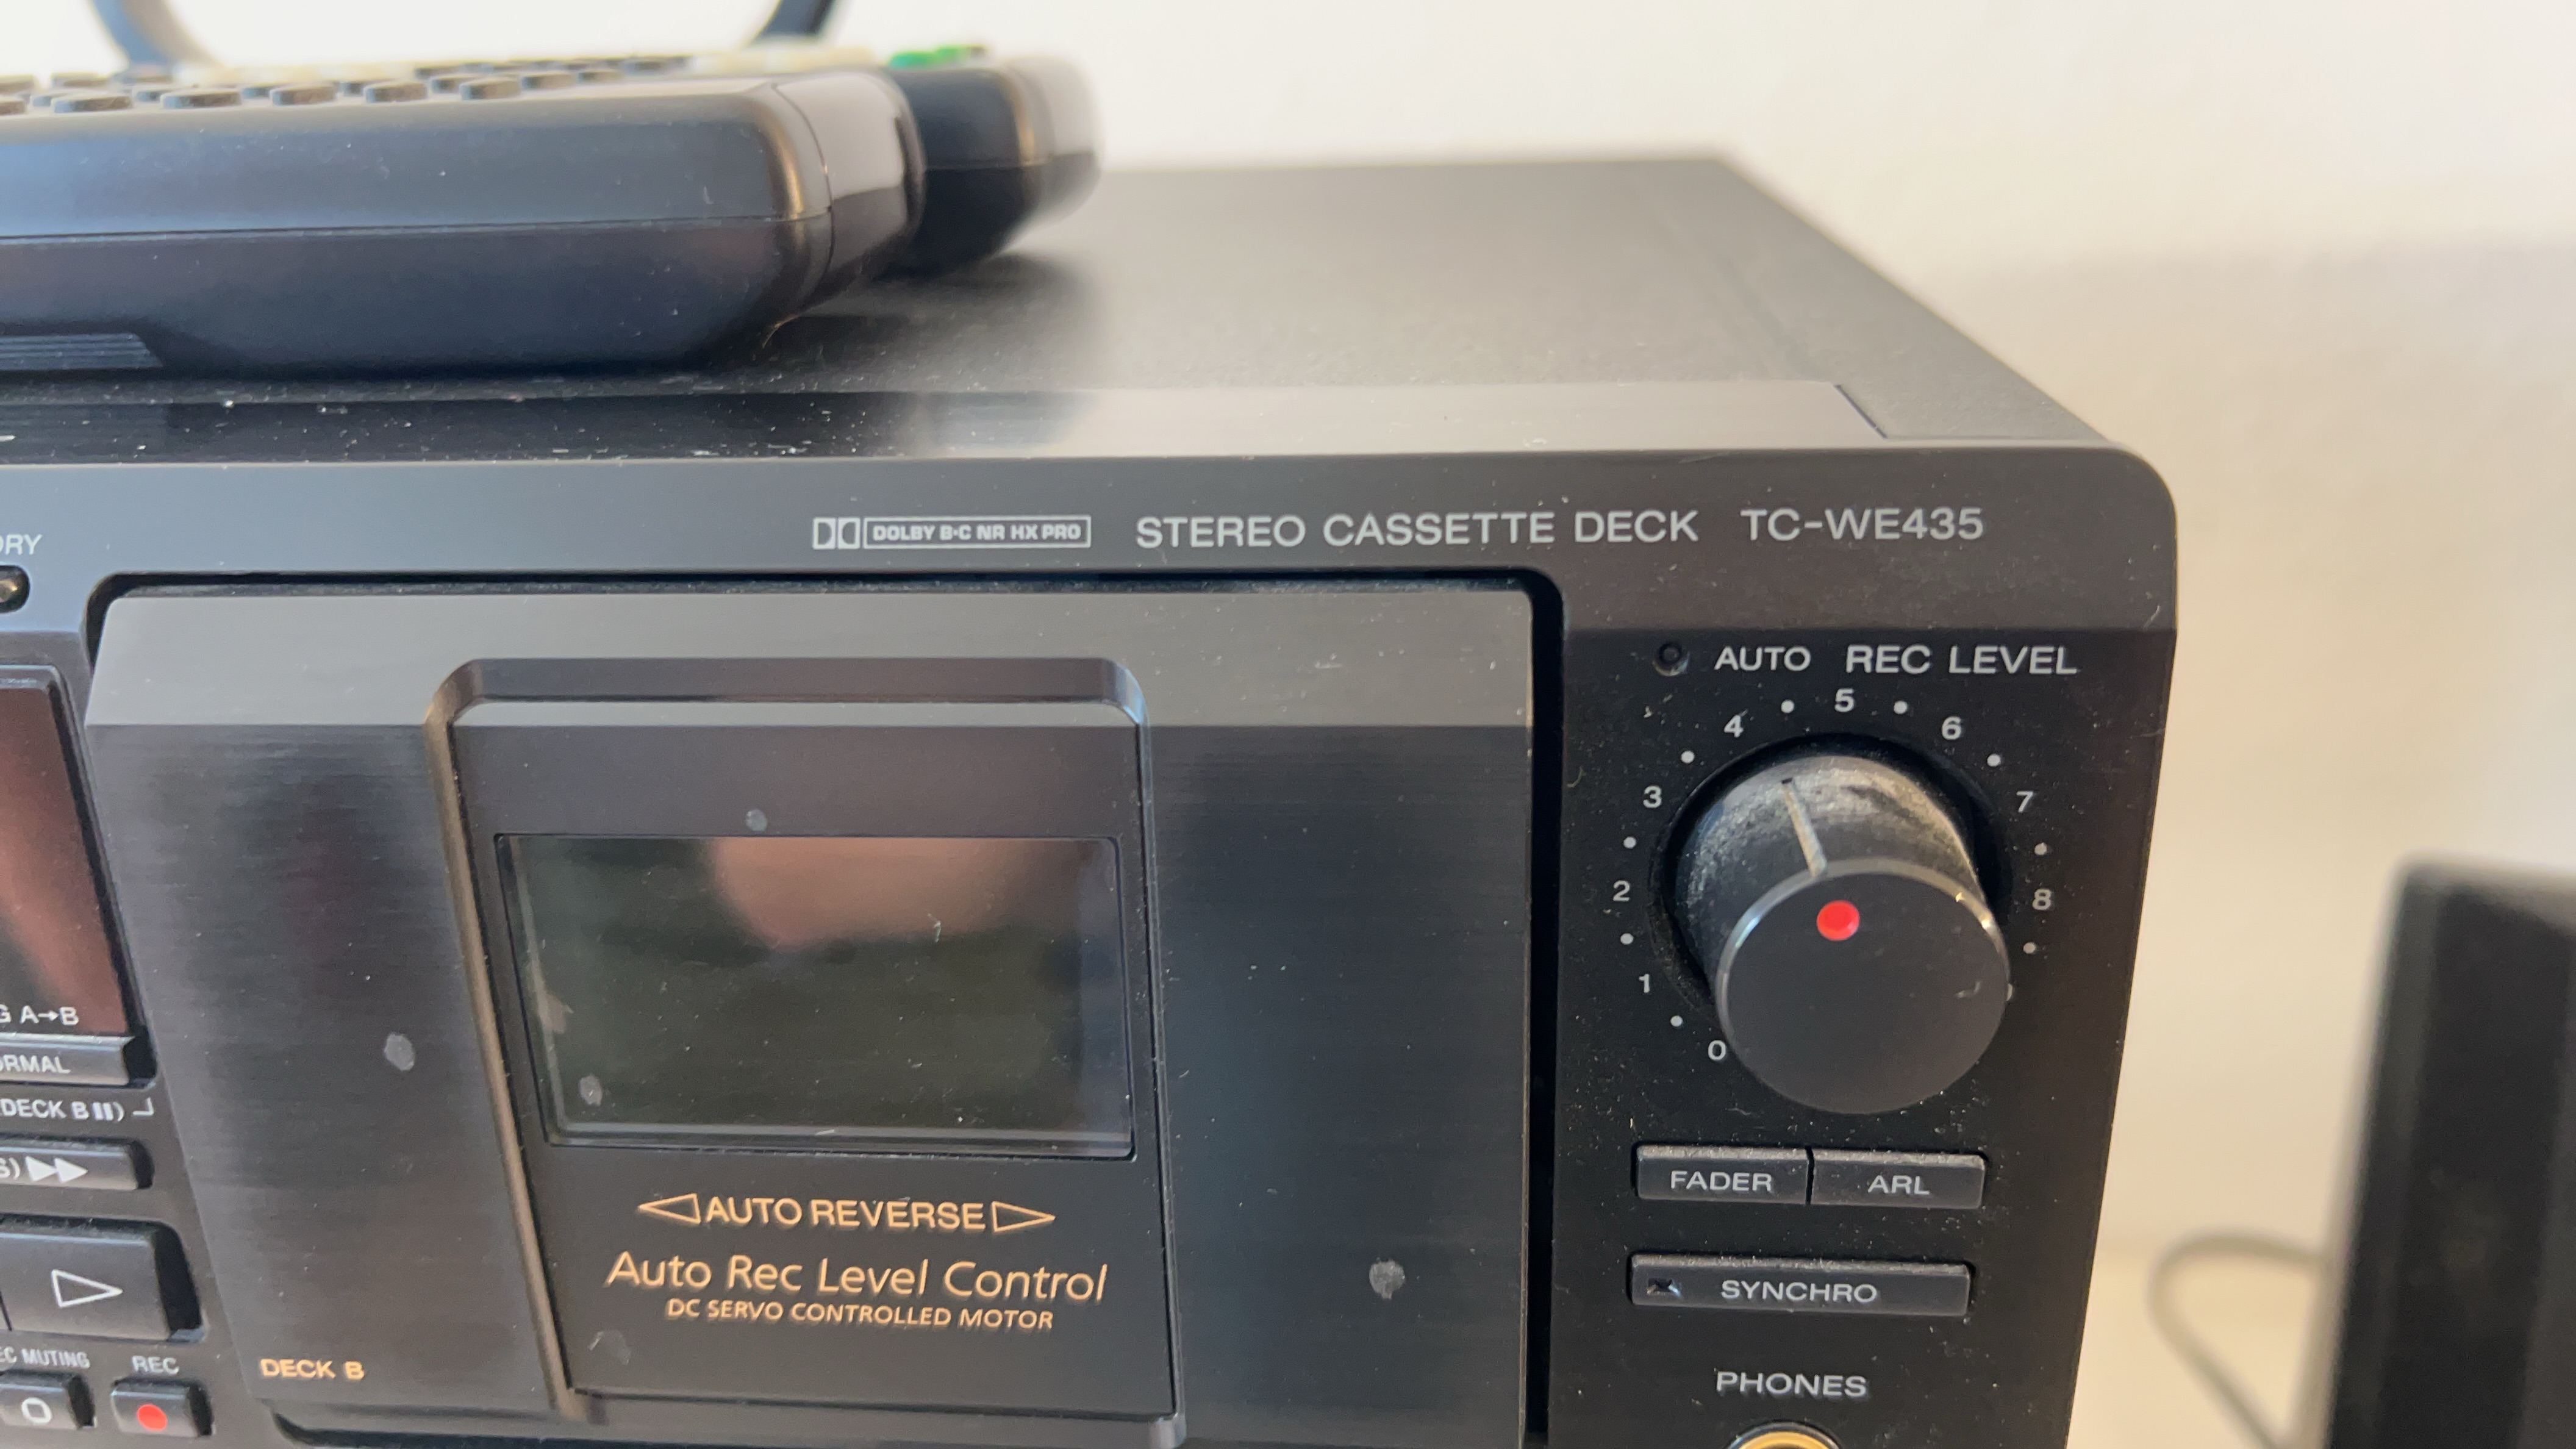 DOLBY B·C NR HX PRO STEREO CASSETTE DECK TC-WE435
AUTO REC LEVEL
0 1 2 3 4 5 6 7 8
A→B
DECK B II)
FADER ARL
AUTO REVERSE
SYNCHRO
Auto Rec Level Control
DC SERVO CONTROLLED MOTOR
MUTING REC
DECK B
PHONES